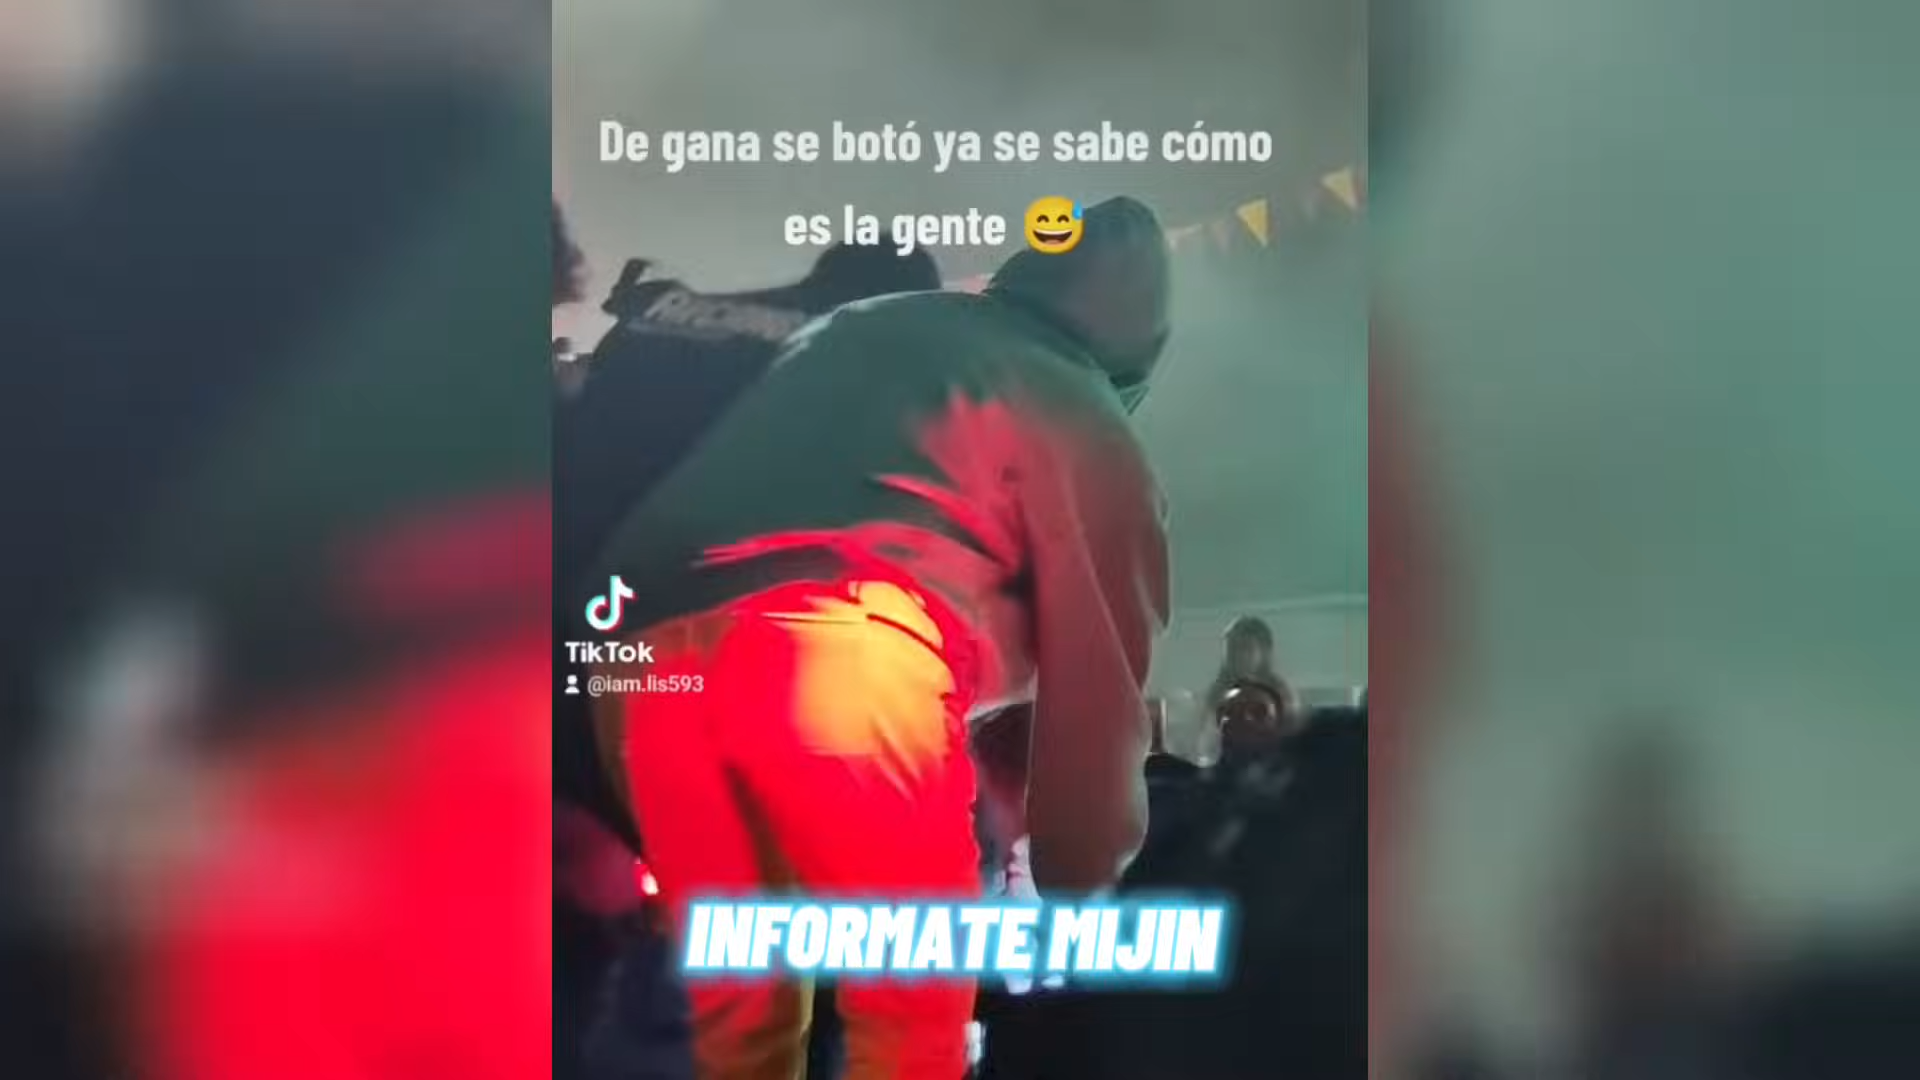 De gana se botó ya se sabe cómo
es la gente 😅
TikTok
@iam.lis593
INFORMATE MIJIN